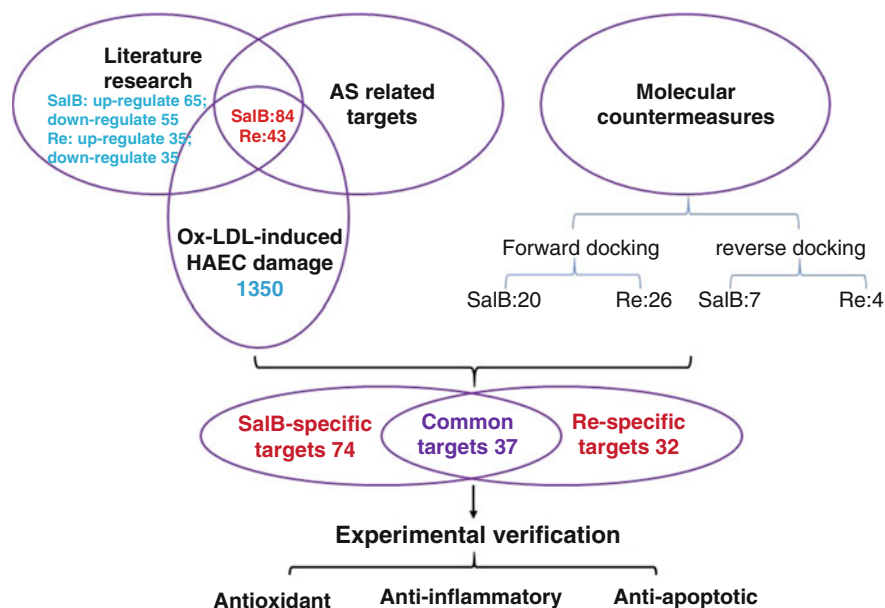 Literature
research
SalB: up-regulate 65;
down-regulate 55
Re: up-regulate 35;
down-regulate 35
SalB:84
Re:43
AS related
targets
Molecular
countermeasures
Ox-LDL-induced
HAEC damage
1350
Forward docking
reverse docking
SalB:20
Re:26
SalB:7
Re:4
SalB-specific
targets 74
Common
targets 37
Re-specific
targets 32
Experimental verification
Antioxidant
Anti-inflammatory
Anti-apoptotic